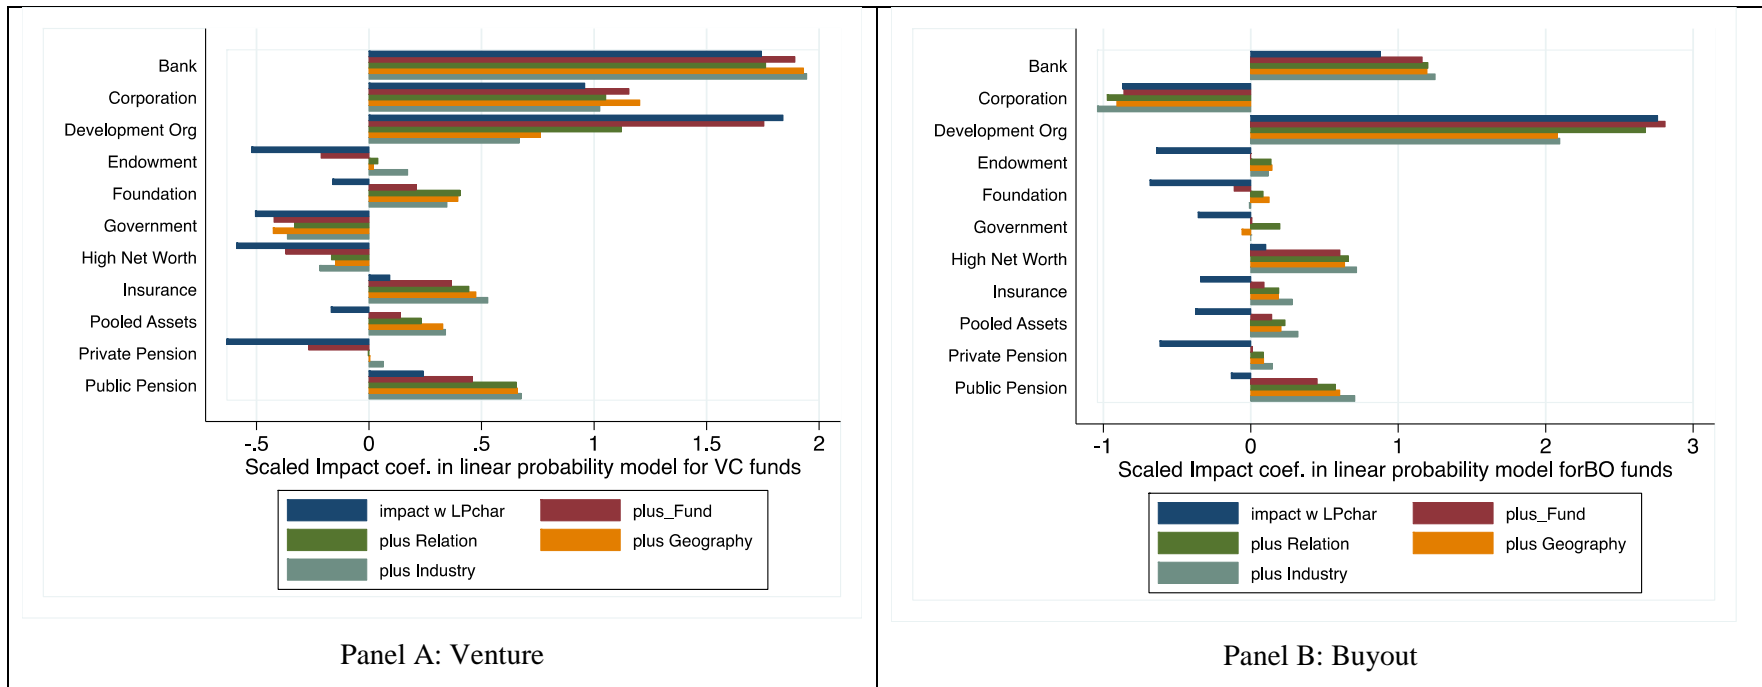 Bank
Corporation
Development Org
Endowment
Foundation
Government
High Net Worth
Insurance
Pooled Assets
Private Pension
Public Pension
-.5 0 .5 1 1.5 2
Scaled Impact coef. in linear probability model for VC funds
impact w LPchar plus_Fund
plus Relation plus Geography
plus Industry
Panel A: Venture
Bank
Corporation
Development Org
Endowment
Foundation
Government
High Net Worth
Insurance
Pooled Assets
Private Pension
Public Pension
-1 0 1 2 3
Scaled Impact coef. in linear probability model forBO funds
impact w LPchar plus_Fund
plus Relation plus Geography
plus Industry
Panel B: Buyout